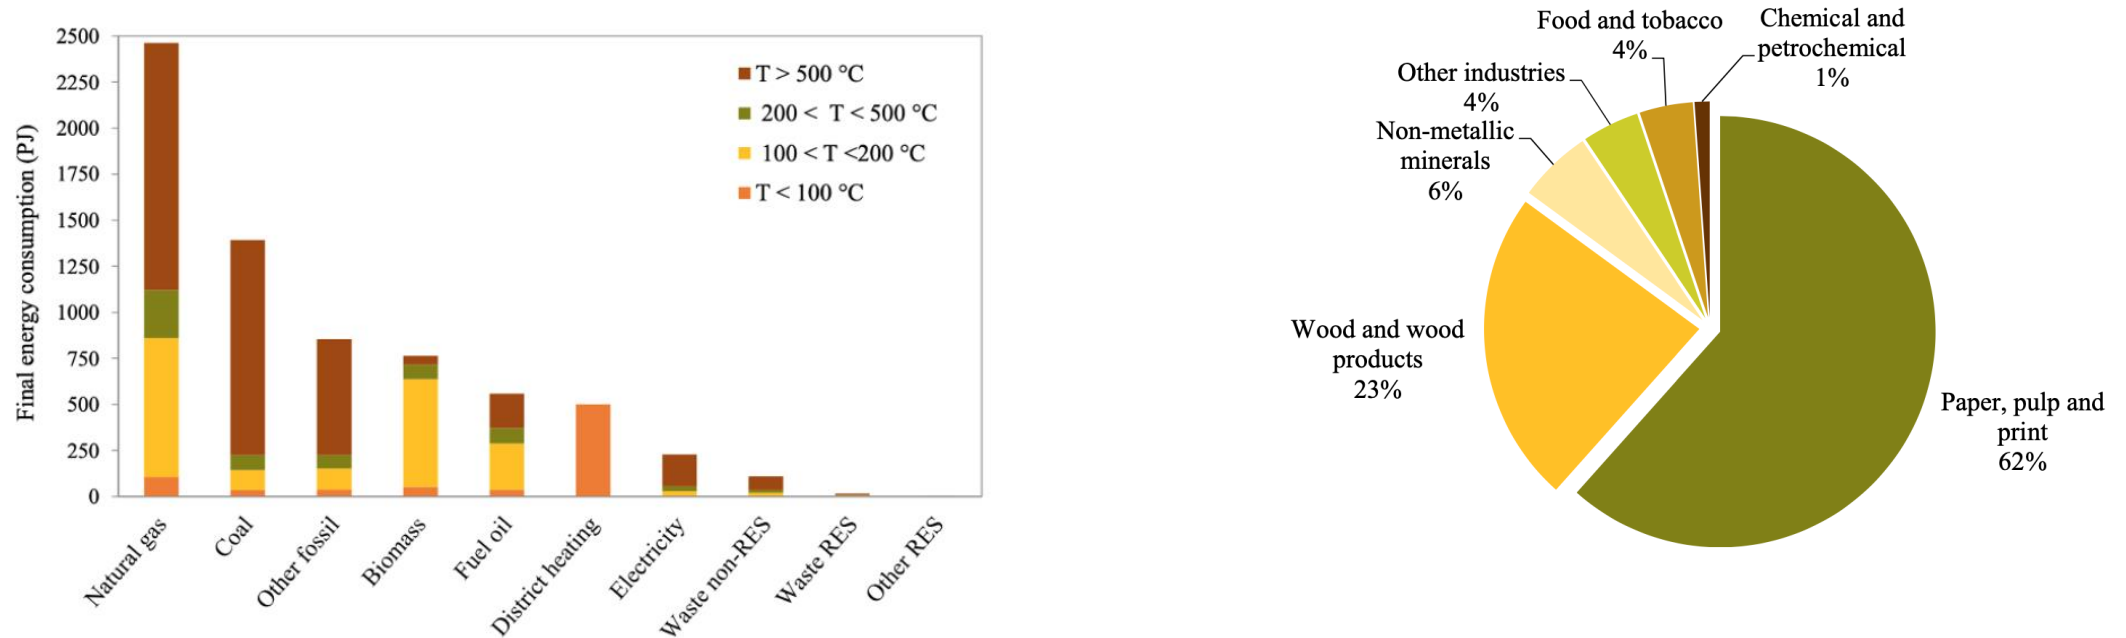 Final energy consumption (PJ)
2500
2250
2000
1750
1500
1250
1000
750
500
250
0
T > 500 °C
200 < T < 500 °C
100 < T <200 °C
T < 100 °C
Natural gas
Coal
Other fossil
Biomass
Fuel oil
District heating
Electricity
Waste non-RES
Waste RES
Other RES
Food and tobacco
4%
Chemical and
petrochemical
1%
Other industries
4%
Non-metallic
minerals
6%
Wood and wood
products
23%
Paper, pulp and
print
62%